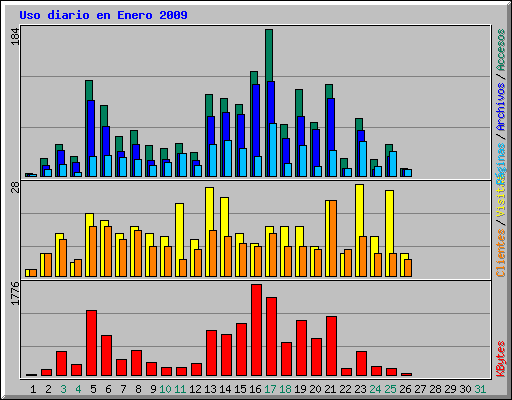 Uso diario en Enero 2009
184
28
1776
Accesos / Archivos / Páginas
Clientes / Visitas
KBytes
1 2 3 4 5 6 7 8 9 10 11 12 13 14 15 16 17 18 19 20 21 22 23 24 25 26 27 28 29 30 31